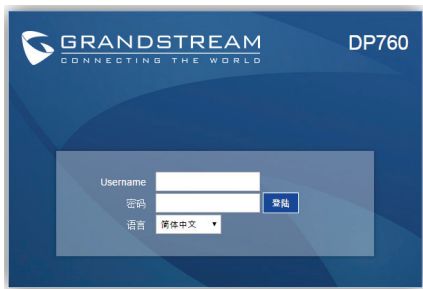 GRANDSTREAM
CONNECTING THE WORLD
DP760
Username
密码
登陆
语言
简体中文